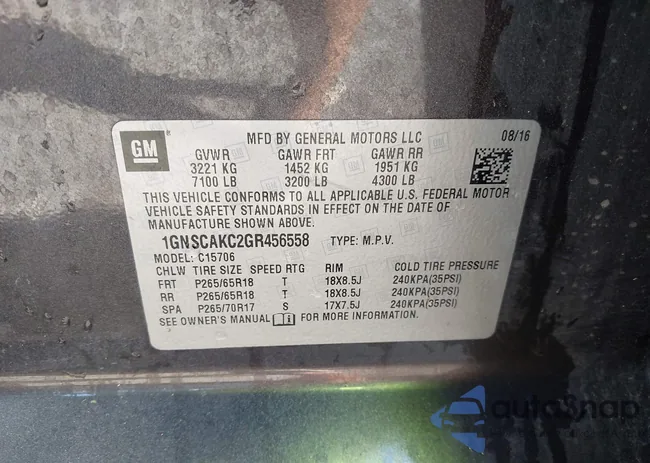 GM
MFD BY GENERAL MOTORS LLC 08/16
GVWR GAWR FRT GAWR RR
3221 KG 1452 KG 1951 KG
7100 LB 3200 LB 4300 LB
THIS VEHICLE CONFORMS TO ALL APPLICABLE U.S. FEDERAL MOTOR
VEHICLE SAFETY STANDARDS IN EFFECT ON THE DATE OF
MANUFACTURE SHOWN ABOVE.
1GNSCAKC2GR456558 TYPE: M.P.V.
MODEL: C15706
CHLW TIRE SIZE SPEED RTG RIM COLD TIRE PRESSURE
FRT P265/65R18 T 18X8.5J 240KPA(35PSI)
RR P265/65R18 T 18X8.5J 240KPA(35PSI)
SPA P265/70R17 S 17X7.5J 240KPA(35PSI)
SEE OWNER'S MANUAL i FOR MORE INFORMATION.
autoSnap